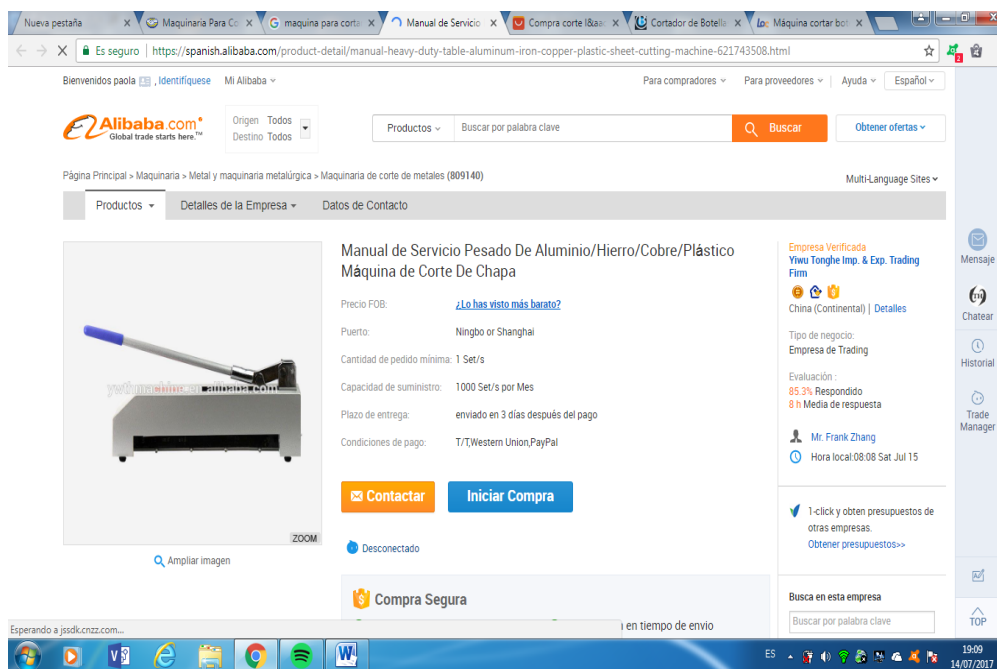 Nueva pestaña
Maquinaria Para Co
maquina para corta
Manual de Servicio
Compra corte l&aa
Cortador de Botella
Máquina cortar bot
Es seguro | https://spanish.alibaba.com/product-detail/manual-heavy-duty-table-aluminum-iron-copper-plastic-sheet-cutting-machine-621743508.html
Bienvenidos paola , Identifíquese Mi Alibaba
Para compradores Para proveedores Ayuda Español
Alibaba.com
Global trade starts here.™
Origen Todos
Destino Todos
Productos Buscar por palabra clave Buscar
Obtener ofertas
Página Principal > Maquinaria > Metal y maquinaria metalúrgica > Maquinaria de corte de metales (809140)
Multi-Language Sites
Productos Detalles de la Empresa Datos de Contacto
Manual de Servicio Pesado De Aluminio/Hierro/Cobre/Plástico
Máquina de Corte De Chapa
Precio FOB: ¿Lo has visto más barato?
Puerto: Ningbo or Shanghai
Cantidad de pedido mínima: 1 Set/s
Capacidad de suministro: 1000 Set/s por Mes
Plazo de entrega: enviado en 3 días después del pago
Condiciones de pago: T/T,Western Union,PayPal
Contactar
Iniciar Compra
Desconectado
Compra Segura
en tiempo de envio
ywthmachine.en.alibaba.com
ZOOM
Ampliar imagen
Empresa Verificada
Yiwu Tonghe Imp. & Exp. Trading
Firm
China (Continental) | Detalles
Tipo de negocio:
Empresa de Trading
Evaluación :
85.3% Respondido
8 h Media de respuesta
Mr. Frank Zhang
Hora local:08:08 Sat Jul 15
1-click y obten presupuestos de
otras empresas.
Obtener presupuestos>>
Busca en esta empresa
Buscar por palabra clave
Mensaje
Chatear
Historial
Trade
Manager
TOP
Esperando a jssdk.cnzz.com...
ES
19:09
14/07/2017